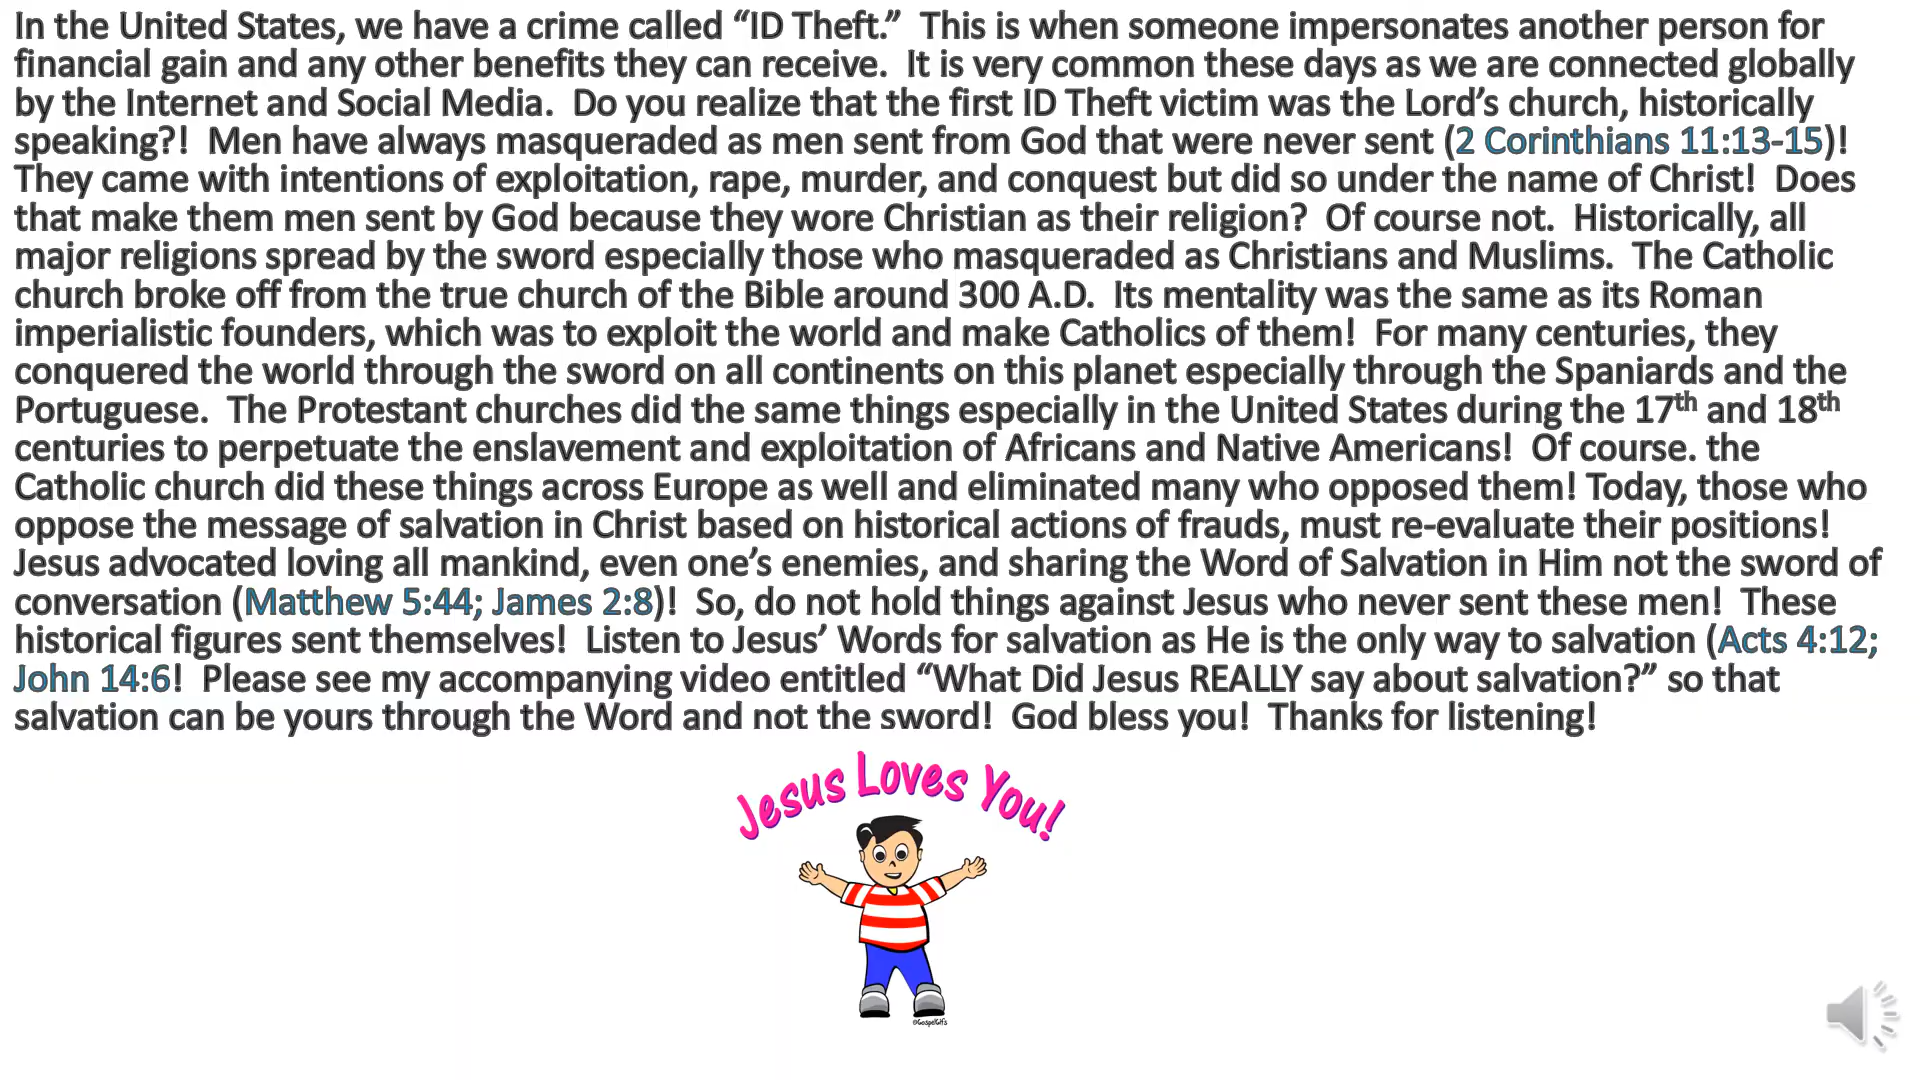 In the United States, we have a crime called “ID Theft.”  This is when someone impersonates another person for
financial gain and any other benefits they can receive.  It is very common these days as we are connected globally
by the Internet and Social Media.  Do you realize that the first ID Theft victim was the Lord’s church, historically
speaking?!  Men have always masqueraded as men sent from God that were never sent (2 Corinthians 11:13-15)!
They came with intentions of exploitation, rape, murder, and conquest but did so under the name of Christ!  Does
that make them men sent by God because they wore Christian as their religion?  Of course not.  Historically, all
major religions spread by the sword especially those who masqueraded as Christians and Muslims.  The Catholic
church broke off from the true church of the Bible around 300 A.D.  Its mentality was the same as its Roman
imperialistic founders, which was to exploit the world and make Catholics of them!  For many centuries, they
conquered the world through the sword on all continents on this planet especially through the Spaniards and the
Portuguese.  The Protestant churches did the same things especially in the United States during the 17th and 18th
centuries to perpetuate the enslavement and exploitation of Africans and Native Americans!  Of course. the
Catholic church did these things across Europe as well and eliminated many who opposed them! Today, those who
oppose the message of salvation in Christ based on historical actions of frauds, must re-evaluate their positions!
Jesus advocated loving all mankind, even one’s enemies, and sharing the Word of Salvation in Him not the sword of
conversation (Matthew 5:44; James 2:8)!  So, do not hold things against Jesus who never sent these men!  These
historical figures sent themselves!  Listen to Jesus’ Words for salvation as He is the only way to salvation (Acts 4:12;
John 14:6!  Please see my accompanying video entitled “What Did Jesus REALLY say about salvation?” so that
salvation can be yours through the Word and not the sword!  God bless you!  Thanks for listening!
Jesus Loves You!
©GospelGifs